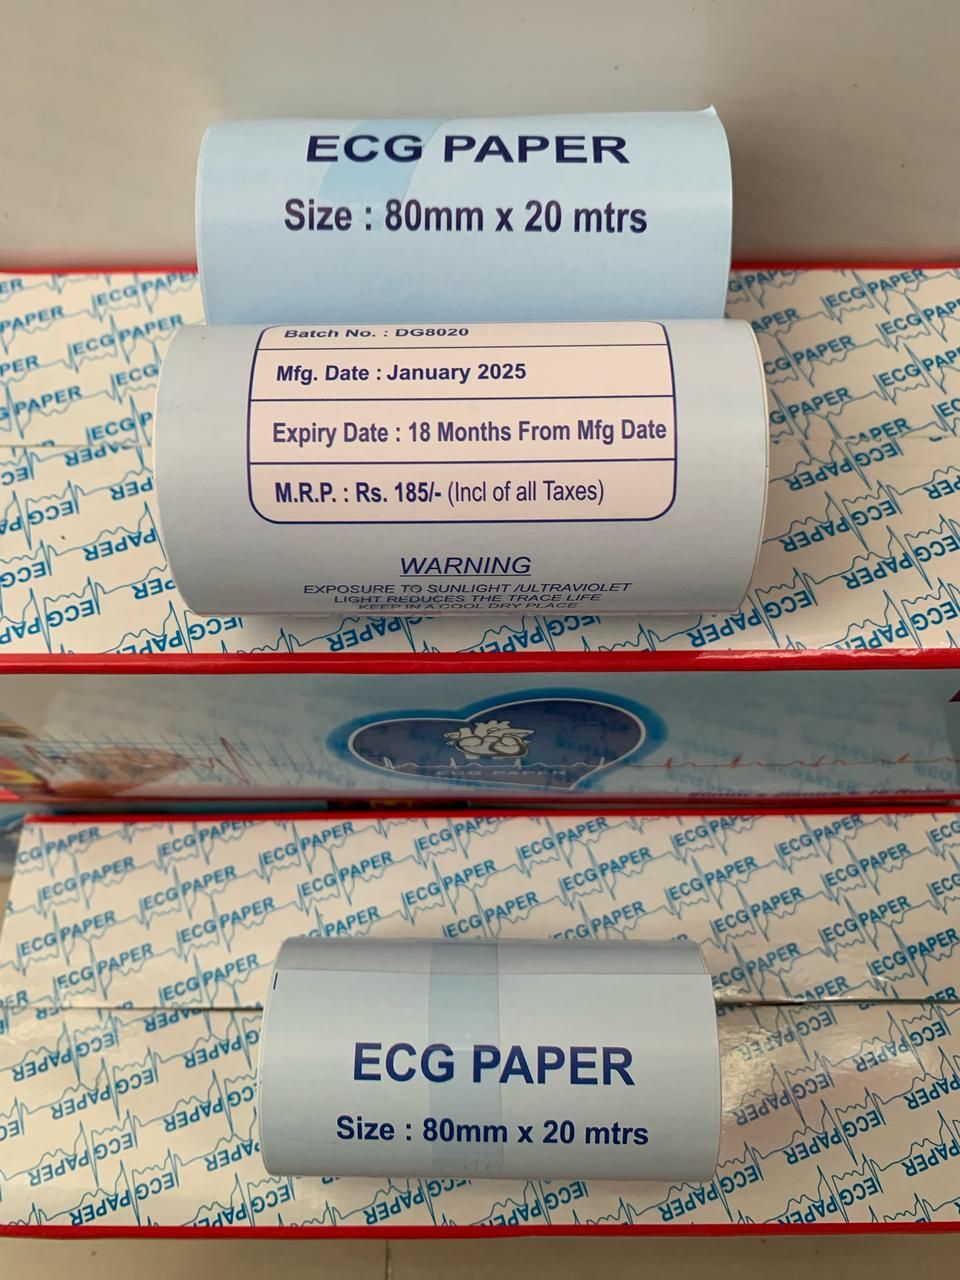 ECG PAPER
Size : 80mm x 20 mtrs
Batch No. : DG8020
Mfg. Date : January 2025
Expiry Date : 18 Months From Mfg Date
M.R.P. : Rs. 185/- (Incl of all Taxes)
WARNING
EXPOSURE TO SUNLIGHT /ULTRAVIOLET
LIGHT REDUCES THE TRACE LIFE
KEEP IN A COOL DRY PLACE
ECG PAPER
ECG PAPER
Size : 80mm x 20 mtrs